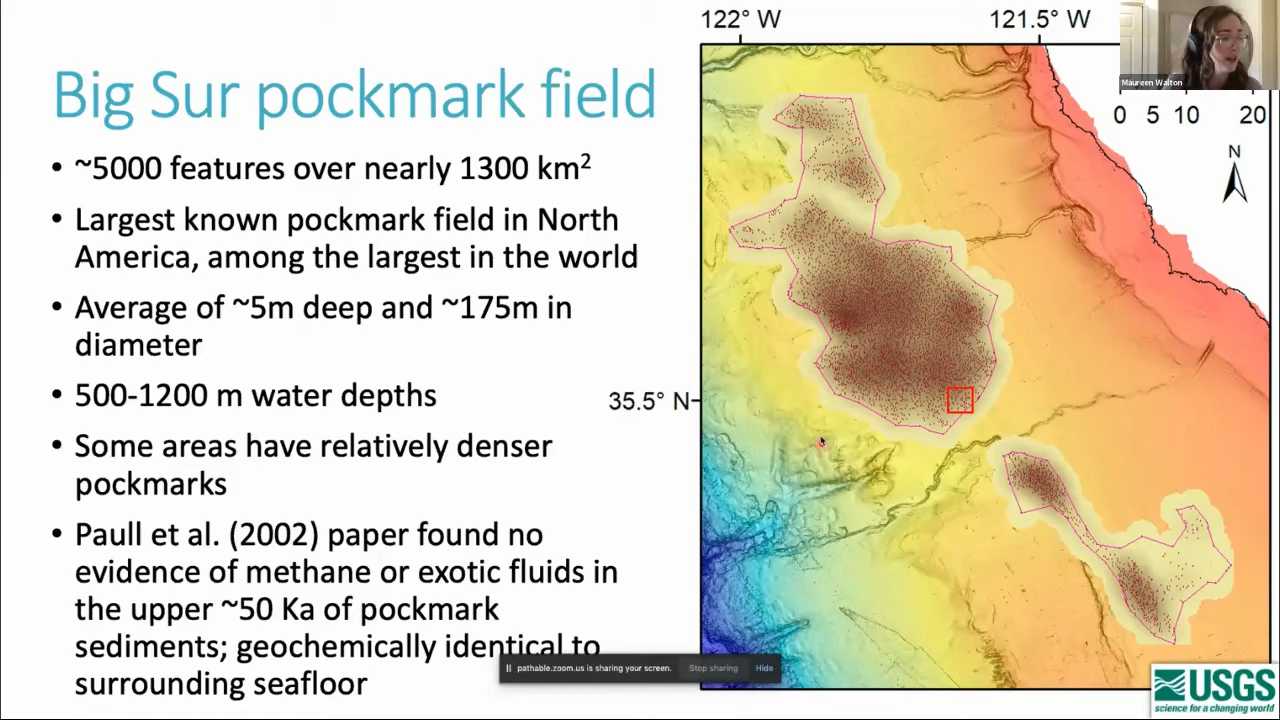 122° W
121.5° W
Maureen Walton
Big Sur pockmark field
0 5 10 20
N
• ~5000 features over nearly 1300 km²
• Largest known pockmark field in North
America, among the largest in the world
• Average of ~5m deep and ~175m in
diameter
• 500-1200 m water depths
35.5° N
• Some areas have relatively denser
pockmarks
• Paull et al. (2002) paper found no
evidence of methane or exotic fluids in
the upper ~50 Ka of pockmark
sediments; geochemically identical to
surrounding seafloor
pathable.zoom.us is sharing your screen. Stop sharing Hide
USGS
science for a changing world